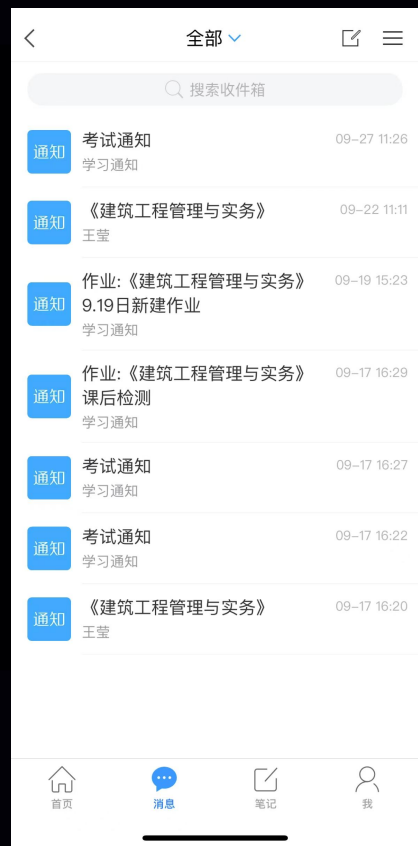 全部
搜索收件箱
通知
考试通知
09-27 11:26
学习通知
通知
《建筑工程管理与实务》
09-22 11:11
王莹
通知
作业:《建筑工程管理与实务》
09-19 15:23
9.19日新建作业
学习通知
通知
作业:《建筑工程管理与实务》
09-17 16:29
课后检测
学习通知
通知
考试通知
09-17 16:27
学习通知
通知
考试通知
09-17 16:22
学习通知
通知
《建筑工程管理与实务》
09-17 16:20
王莹
首页
消息
笔记
我